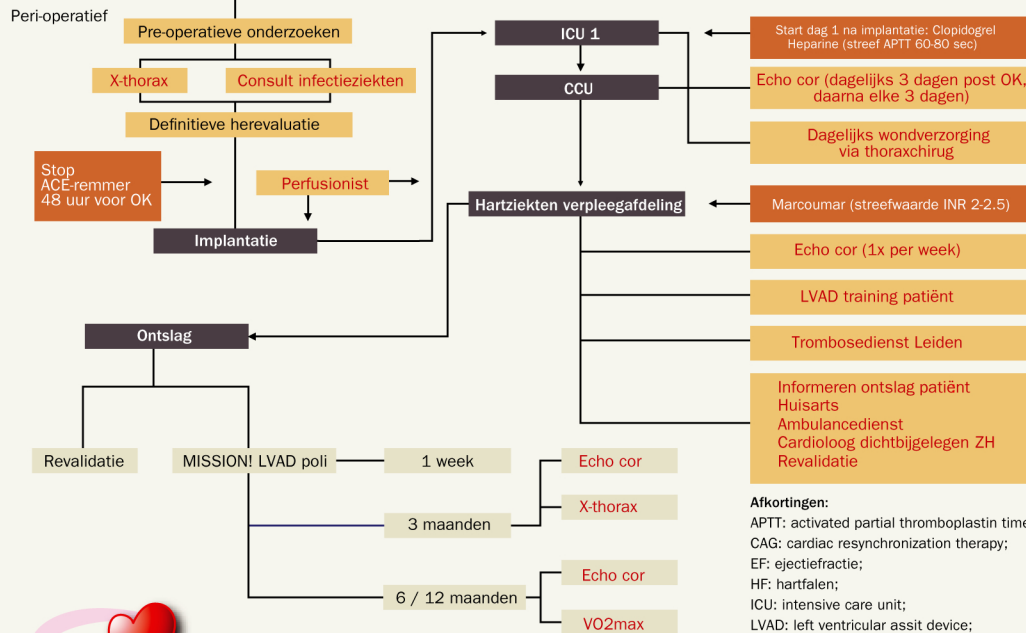 Peri-operatief
Pre-operatieve onderzoeken
X-thorax
Consult infectieziekten
Definitieve herevaluatie
Stop
ACE-remmer
48 uur voor OK
Perfusionist
Implantatie
ICU 1
CCU
Hartziekten verpleegafdeling
Start dag 1 na implantatie: Clopidogrel
Heparine (streef APTT 60-80 sec)
Echo cor (dagelijks 3 dagen post OK,
daarna elke 3 dagen)
Dagelijks wondverzorging
via thoraxchirug
Marcoumar (streefwaarde INR 2-2.5)
Echo cor (1x per week)
LVAD training patiënt
Trombosedienst Leiden
Informeren ontslag patiënt
Huisarts
Ambulancedienst
Cardioloog dichtbijgelegen ZH
Revalidatie
Ontslag
Revalidatie
MISSION! LVAD poli
1 week
3 maanden
Echo cor
X-thorax
6 / 12 maanden
Echo cor
VO2max
Afkortingen:
APTT: activated partial thromboplastin time
CAG: cardiac resynchronization therapy;
EF: ejectiefractie;
HF: hartfalen;
ICU: intensive care unit;
LVAD: left ventricular assit device;